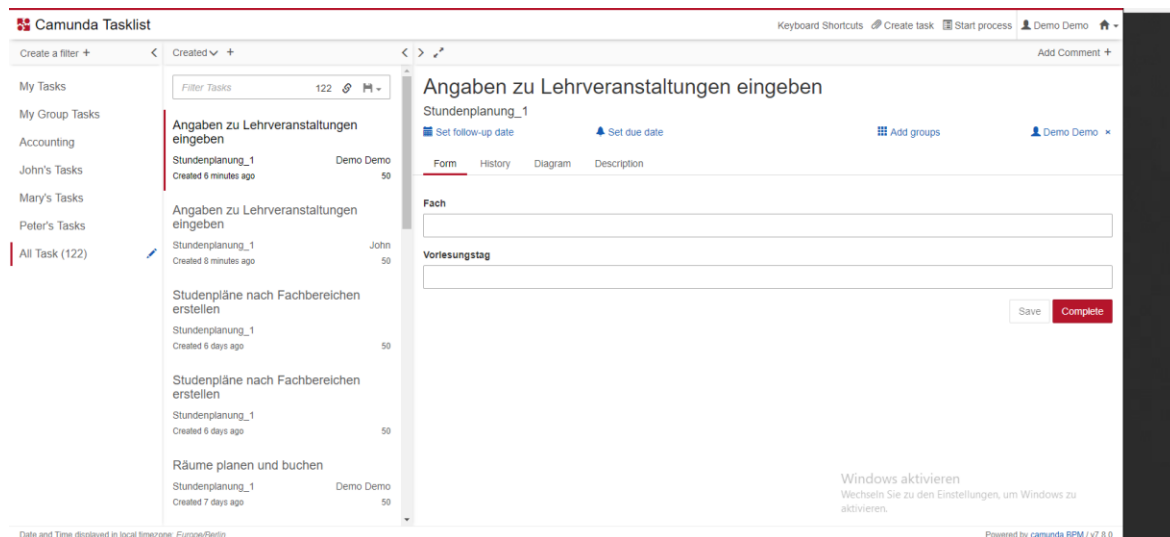 Camunda Tasklist
Keyboard Shortcuts Create task Start process Demo Demo
Create a filter +
Created +
Add Comment +
My Tasks
My Group Tasks
Accounting
John's Tasks
Mary's Tasks
Peter's Tasks
All Task (122)
Filter Tasks 122
Angaben zu Lehrveranstaltungen
eingeben
Stundenplanung_1 Demo Demo
Created 6 minutes ago 50
Angaben zu Lehrveranstaltungen
eingeben
Stundenplanung_1 John
Created 8 minutes ago 50
Studenpläne nach Fachbereichen
erstellen
Stundenplanung_1
Created 6 days ago 50
Studenpläne nach Fachbereichen
erstellen
Stundenplanung_1
Created 6 days ago 50
Räume planen und buchen
Stundenplanung_1 Demo Demo
Created 7 days ago 50
Angaben zu Lehrveranstaltungen eingeben
Stundenplanung_1
Set follow-up date Set due date Add groups Demo Demo ×
Form History Diagram Description
Fach
Vorlesungstag
Save Complete
Windows aktivieren
Wechseln Sie zu den Einstellungen, um Windows zu
aktivieren.
Date and Time displayed in local timezone: Europe/Berlin
Powered by camunda BPM / v7.8.0